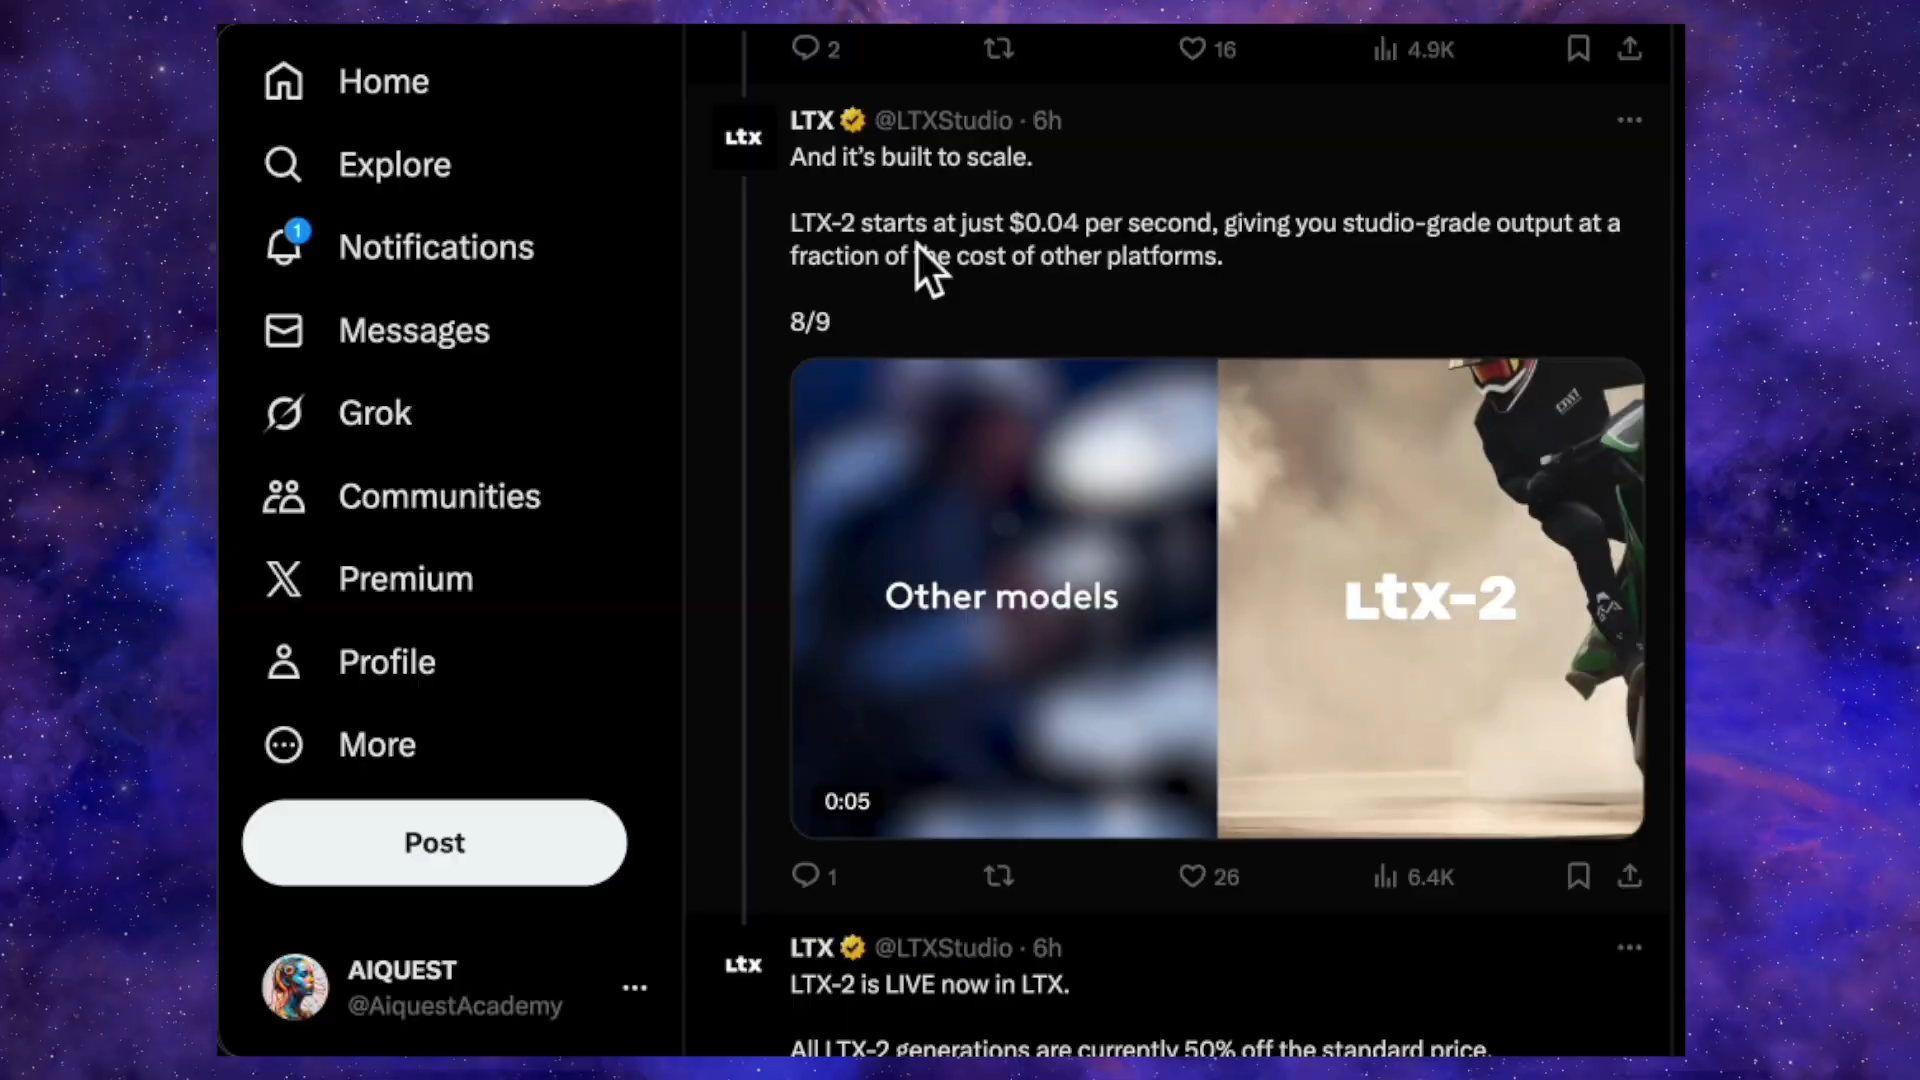 Home
Explore
1
Notifications
Messages
Grok
Communities
Premium
Profile
More
Post
AIQUEST
@AiquestAcademy
2
16
4.9K
Ltx
LTX @LTXStudio · 6h
And it's built to scale.
LTX-2 starts at just $0.04 per second, giving you studio-grade output at a
fraction of the cost of other platforms.
8/9
Other models
Ltx-2
0:05
1
26
6.4K
Ltx
LTX @LTXStudio · 6h
LTX-2 is LIVE now in LTX.
All LTX-2 generations are currently 50% off the standard price.